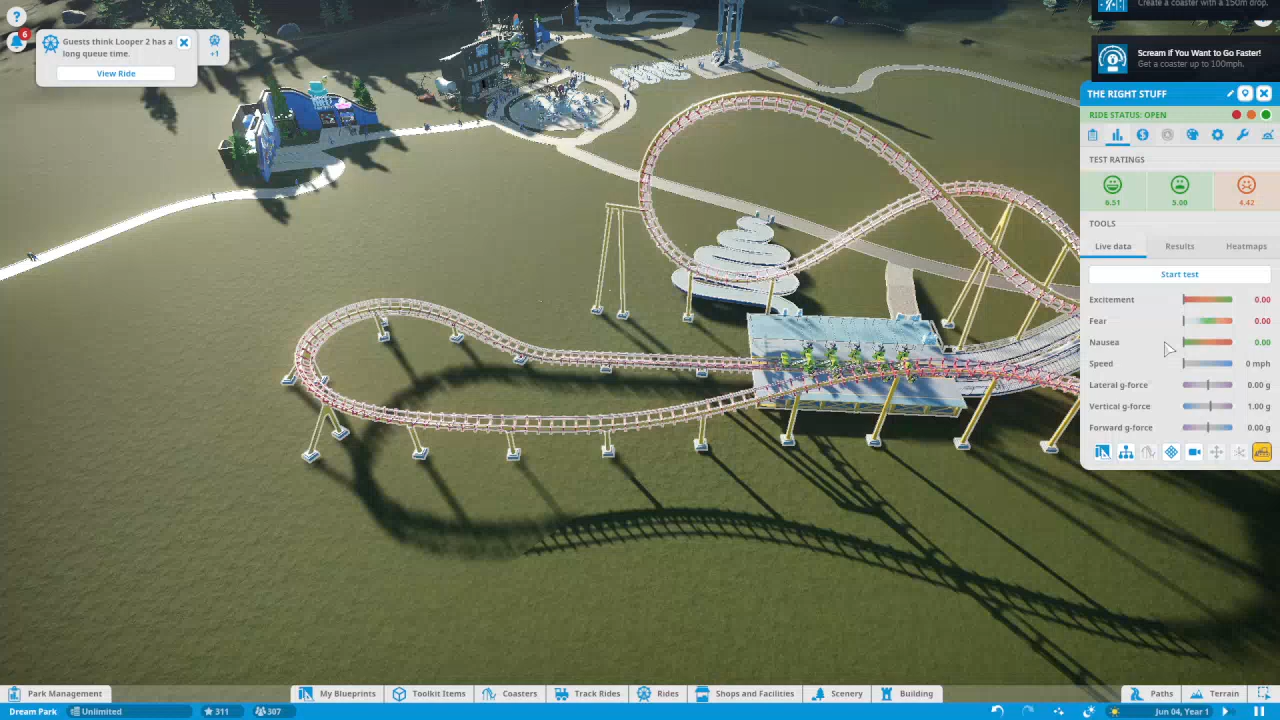 Create a coaster with a 150m drop.
?
6
Guests think Looper 2 has a
long queue time.
+1
View Ride
Scream If You Want to Go Faster!
Get a coaster up to 100mph.
THE RIGHT STUFF
RIDE STATUS: OPEN
TEST RATINGS
6.51
5.00
4.42
TOOLS
Live data
Results
Heatmaps
Start test
Excitement 0.00
Fear 0.00
Nausea 0.00
Speed 0 mph
Lateral g-force 0.00 g
Vertical g-force 1.00 g
Forward g-force 0.00 g
Park Management
My Blueprints
Toolkit Items
Coasters
Track Rides
Rides
Shops and Facilities
Scenery
Building
Paths
Terrain
Dream Park
Unlimited
311
307
Jun 04, Year 1